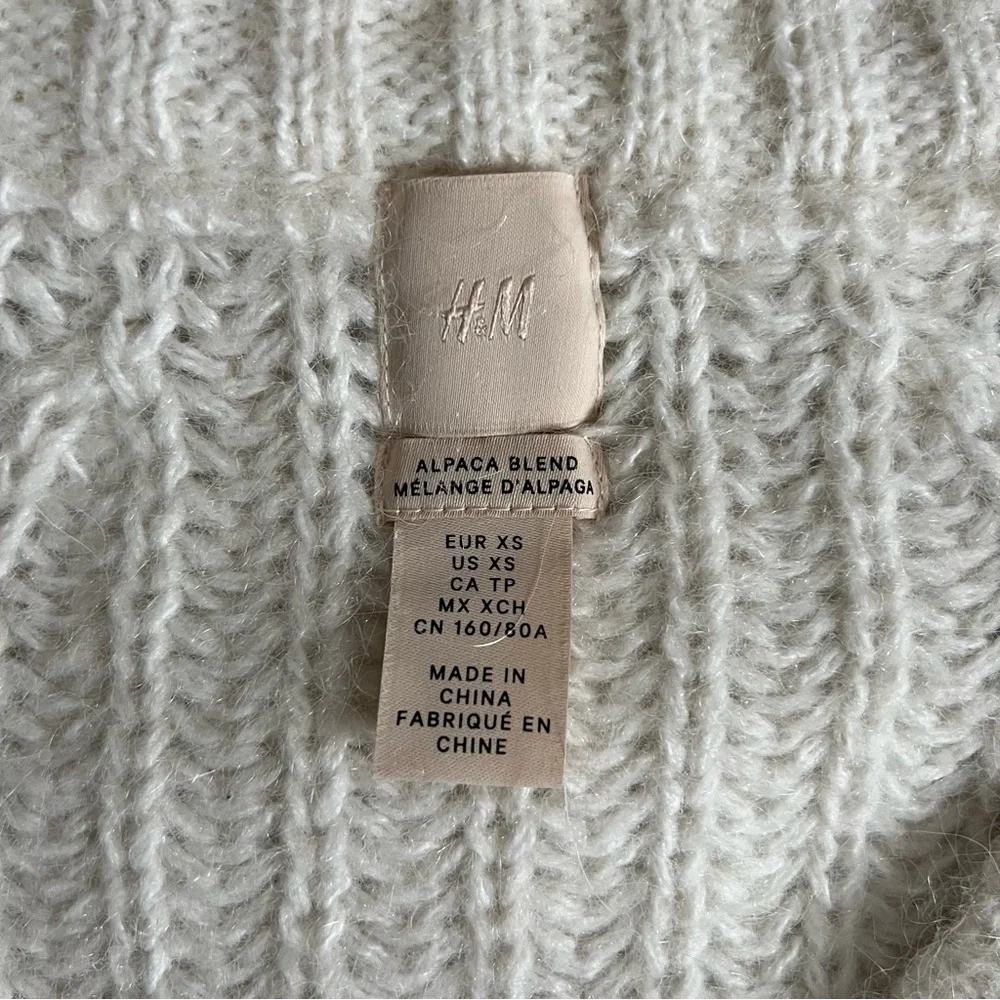 H&M
ALPACA BLEND
MÉLANGE D'ALPAGA
EUR XS
US XS
CA TP
MX XCH
CN 160/80A
MADE IN
CHINA
FABRIQUÉ EN
CHINE